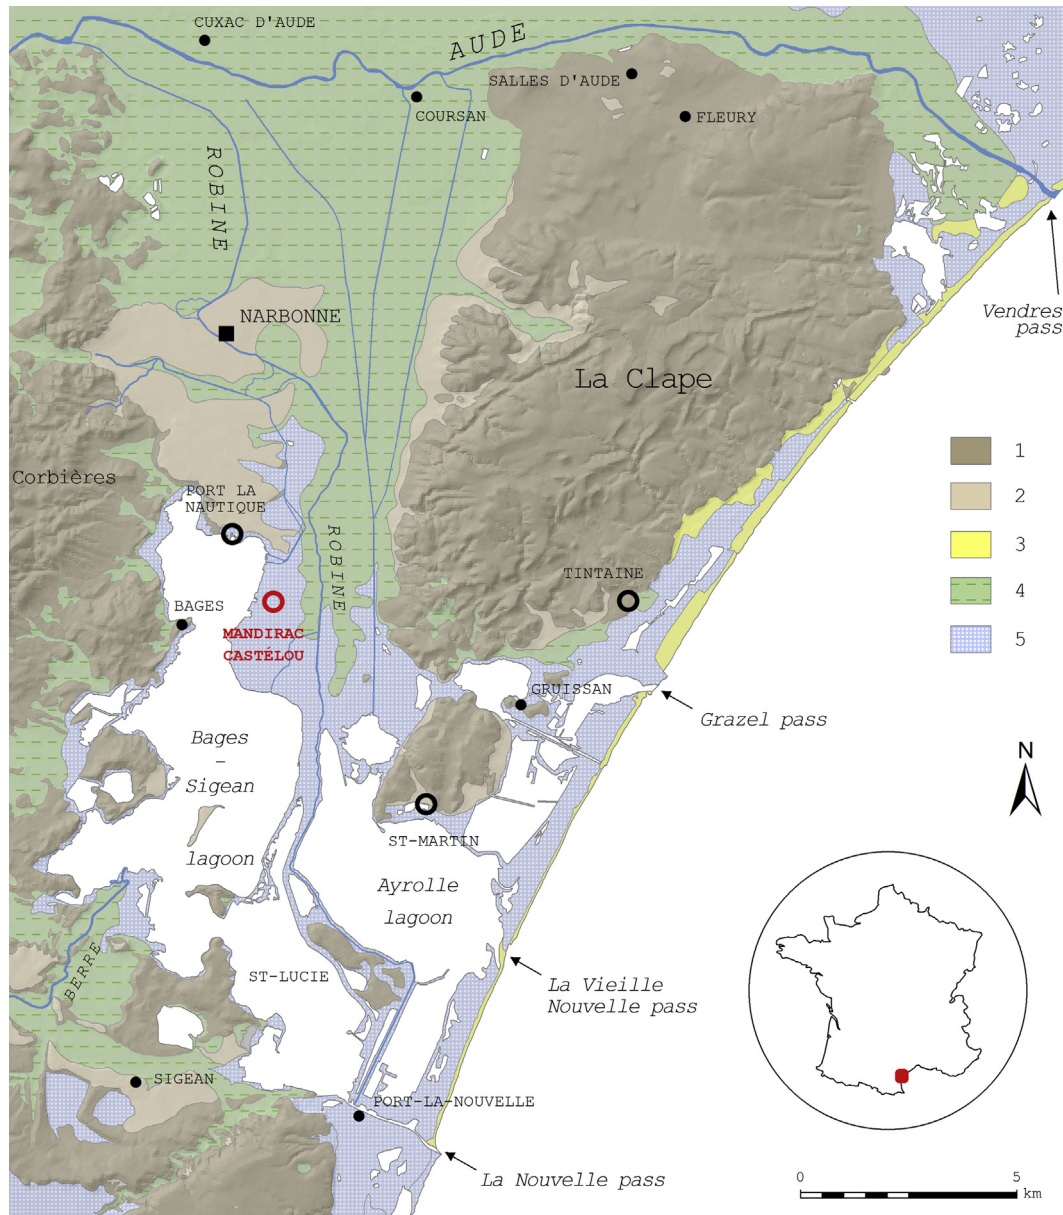 CUXAC D'AUDE
AUDE
SALLES D'AUDE
COURSAN
FLEURY
ROBINE
NARBONNE
Vendres
pass
La Clape
1
Corbières
2
PORT LA
NAUTIQUE
3
ROBINE
TINTAINE
4
BAGES
MANDIRAC
CASTÉLOU
5
GRUISSAN
Grazel pass
Bages
–
Sigean
lagoon
N
ST-MARTIN
Ayrolle
lagoon
BERRE
ST-LUCIE
La Vieille
Nouvelle pass
SIGEAN
PORT-LA-NOUVELLE
La Nouvelle pass
0 5
km